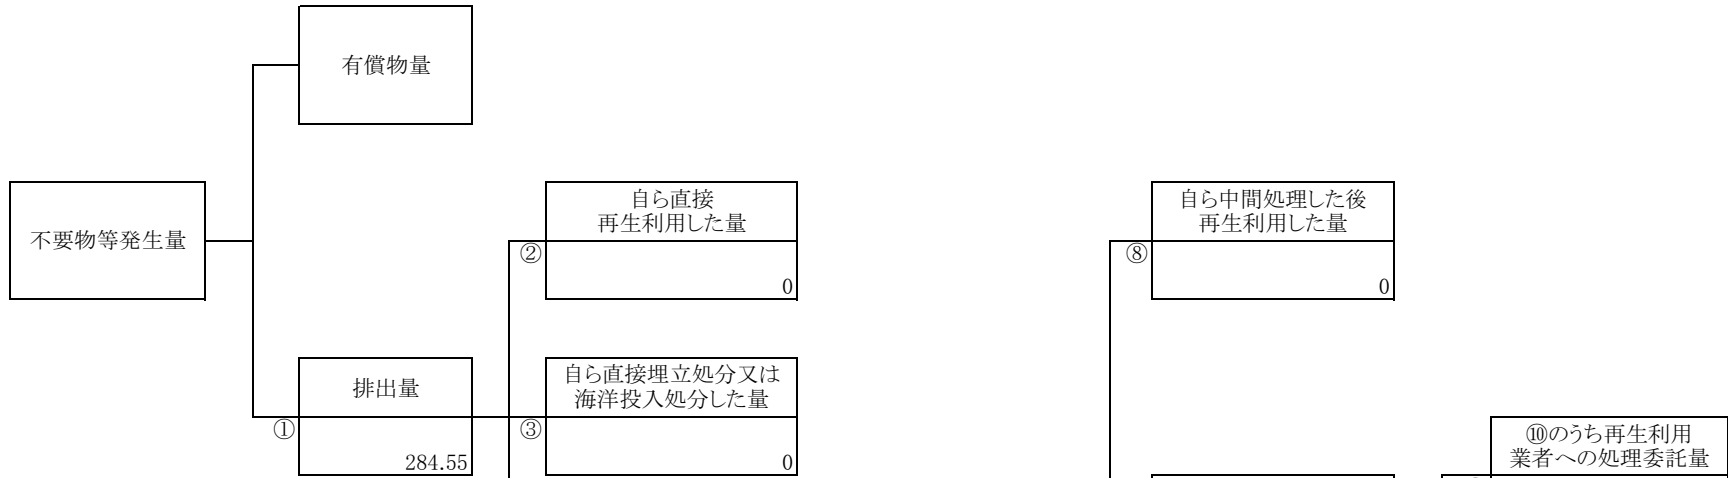 有償物量
不要物等発生量
自ら直接
再生利用した量
②
0
自ら中間処理した後
再生利用した量
⑧
0
排出量
①
284.55
自ら直接埋立処分又は
海洋投入処分した量
③
0
⑩のうち再生利用
業者への処理委託量